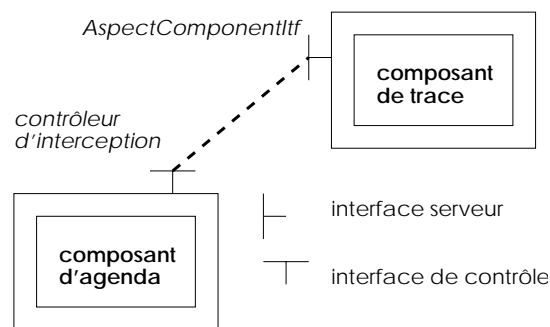 AspectComponentItf
composant
de trace
contrôleur
d'interception
interface serveur
composant
d'agenda
interface de contrôle